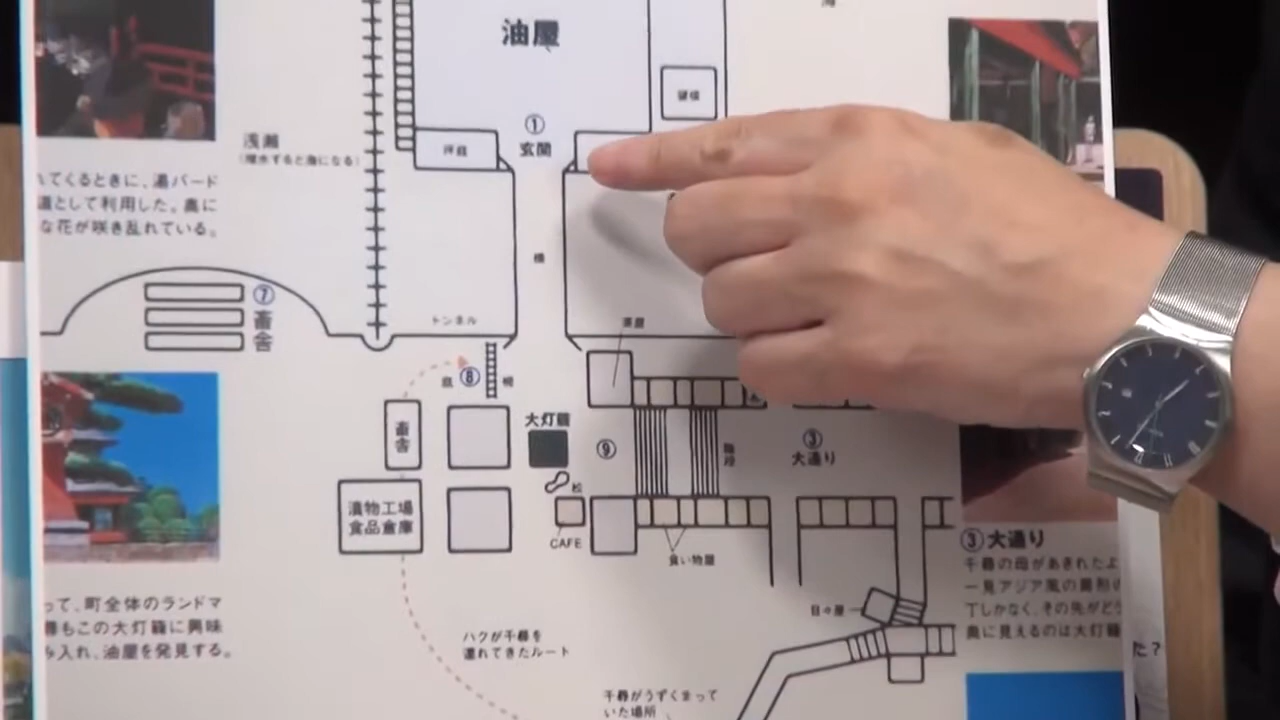 海
油屋
①
玄関
坪庭
浅瀬
(増水すると海になる)
れてくるときに、湯バード
道として利用した。奥に
な花が咲き乱れている。
橋
⑦
畜舎
トンネル
⑧
庭
大灯籠
畜舎
⑨
階段
③
大通り
松
漬物工場
食品倉庫
CAFE
食い物屋
③大通り
千尋の母があきれたよ
一見アジア風の異形の
丁しかなく、その先がどう
奥に見えるのは大灯籠
って、町全体のランドマ
尋もこの大灯籠に興味
み入れ、油屋を発見する。
ハクが千尋を
連れてきたルート
千尋がうずくまって
いた場所
た?